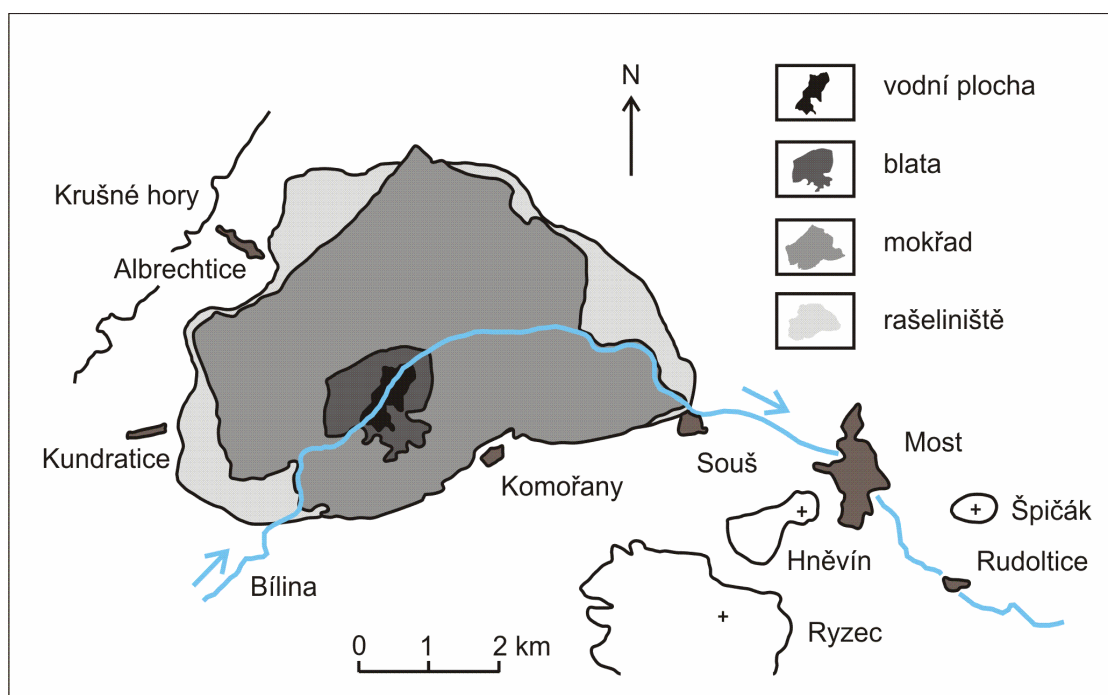 N
vodní plocha
blata
mokřad
rašeliniště
Krušné hory
Albrechtice
Kundratice
Komořany
Souš
Most
Špičák
Hněvín
Rudoltice
Bílina
Ryzec
0 1 2 km